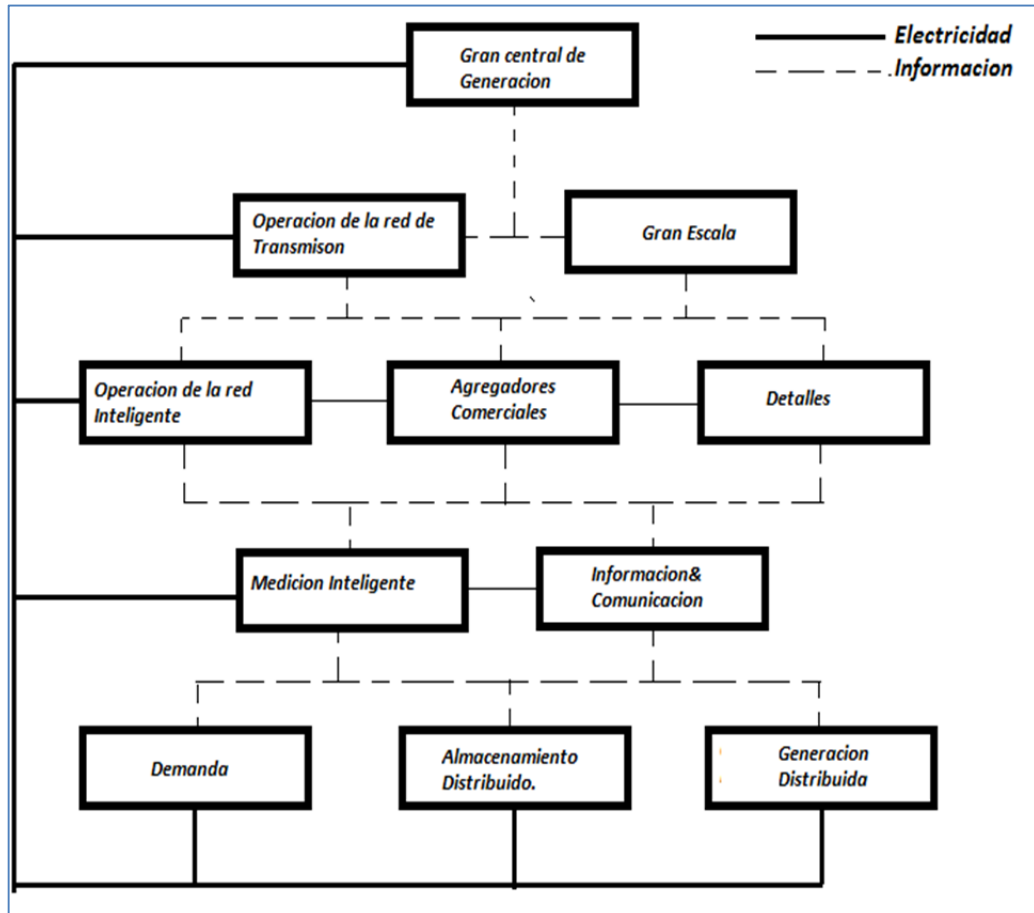 Electricidad
.Informacion
Gran central de
Generacion
Operacion de la red de
Transmison
Gran Escala
Operacion de la red
Inteligente
Agregadores
Comerciales
Detalles
Medicion Inteligente
Informacion&
Comunicacion
Demanda
Almacenamiento
Distribuido.
Generacion
Distribuida